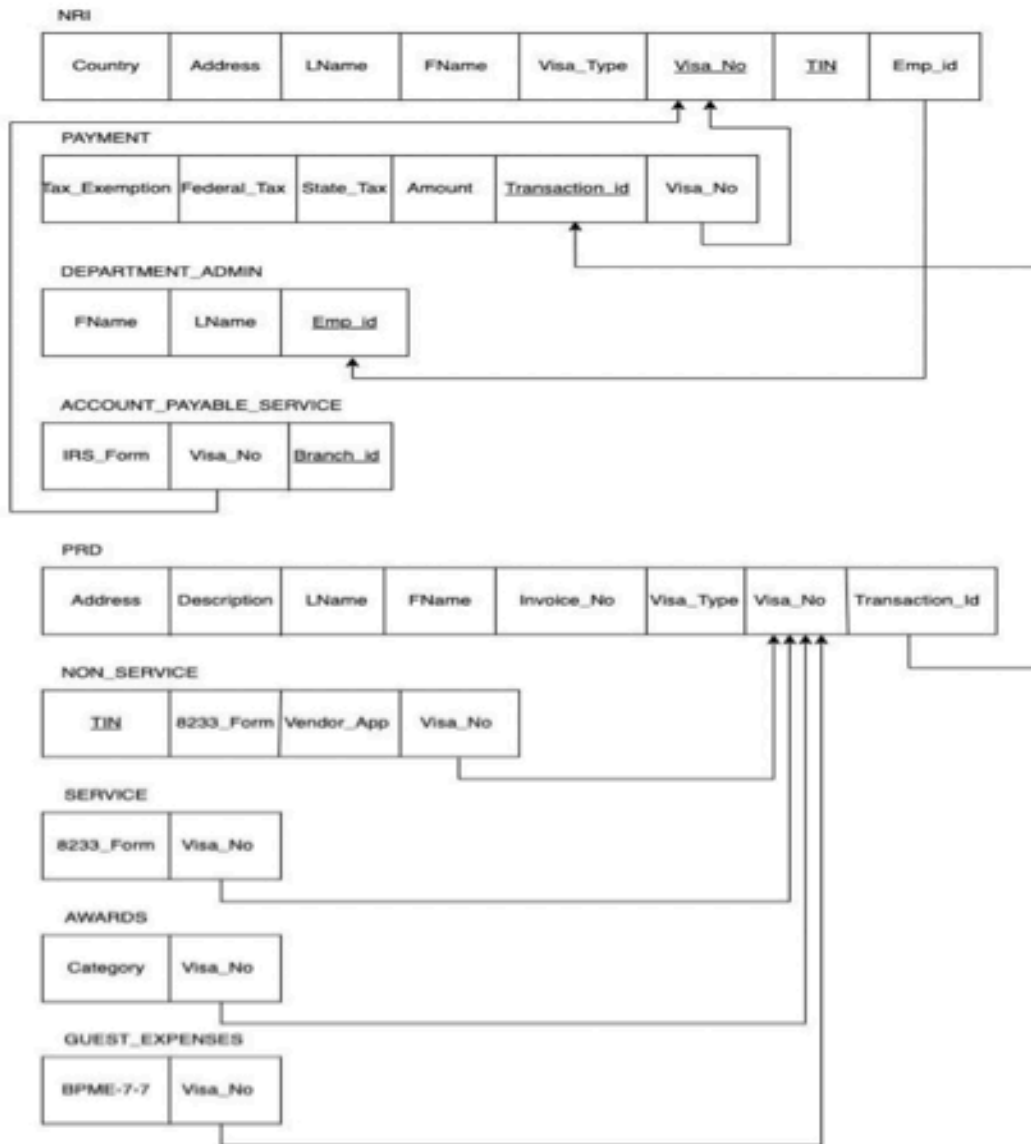 NRI
Country Address LName FName Visa_Type Visa_No TIN Emp_id
PAYMENT
Tax_Exemption Federal_Tax State_Tax Amount Transaction_id Visa_No
DEPARTMENT_ADMIN
FName LName Emp_id
ACCOUNT_PAYABLE_SERVICE
IRS_Form Visa_No Branch_id
PRD
Address Description LName FName Invoice_No Visa_Type Visa_No Transaction_Id
NON_SERVICE
TIN 8233_Form Vendor_App Visa_No
SERVICE
8233_Form Visa_No
AWARDS
Category Visa_No
GUEST_EXPENSES
BPME-7-7 Visa_No